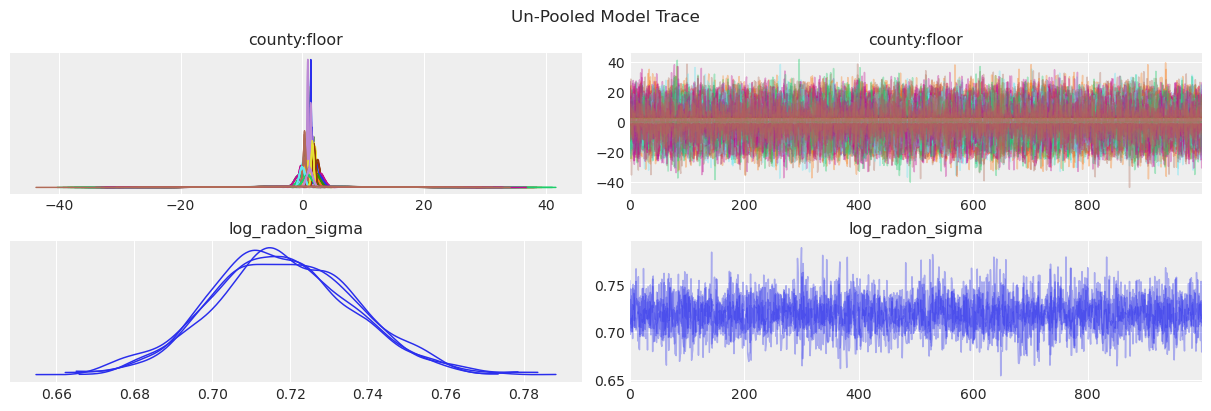 Un-Pooled Model Trace
county:floor
county:floor
−40 −20 0 20 40
40
20
0
−20
−40
0 200 400 600 800
log_radon_sigma
log_radon_sigma
0.66 0.68 0.70 0.72 0.74 0.76 0.78
0.75
0.70
0.65
0 200 400 600 800